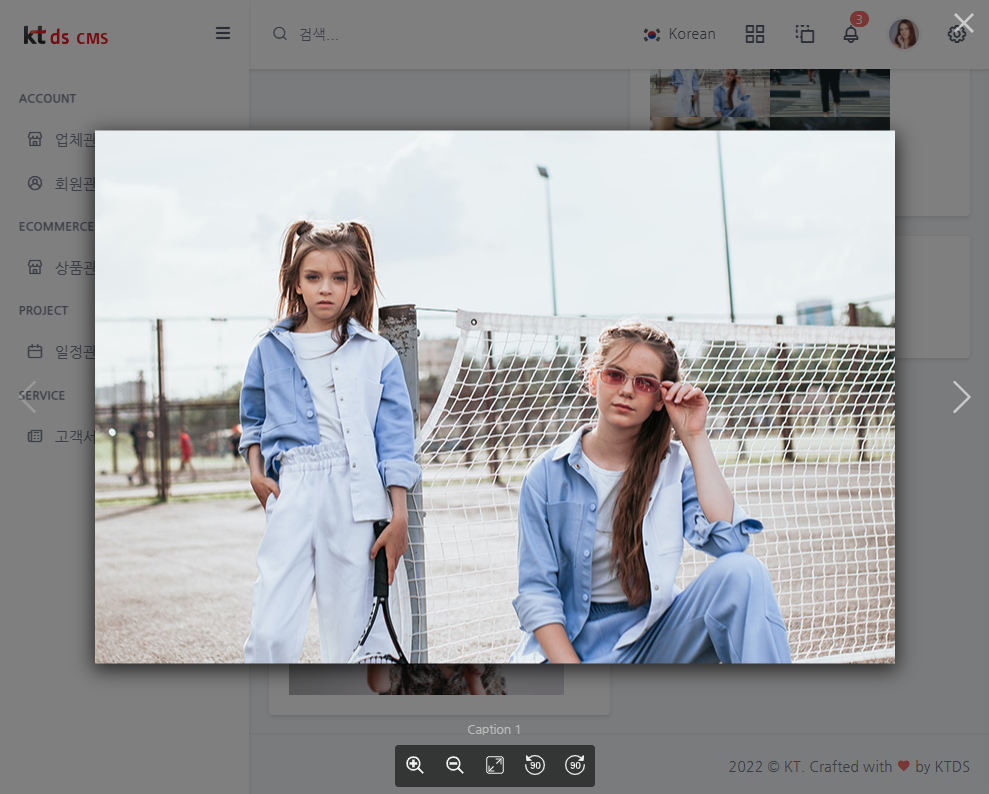 kt ds CMS
검색...
Korean
3
ACCOUNT
업체관
회원관
ECOMMERCE
상품관
PROJECT
일정관
SERVICE
고객서
Caption 1
90
90
2022 © KT. Crafted with ❤ by KTDS